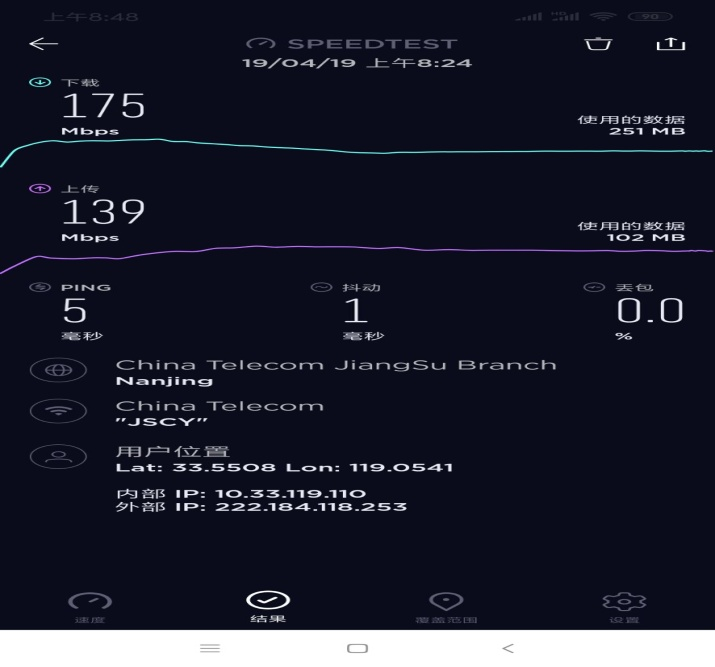 上午8:48
HD
90
SPEEDTEST
19/04/19 上午8:24
下载
175
Mbps
使用的数据
251 MB
上传
139
Mbps
使用的数据
102 MB
PING
5
毫秒
抖动
1
毫秒
丢包
0.0
%
China Telecom JiangSu Branch
Nanjing
China Telecom
"JSCY"
用户位置
Lat: 33.5508 Lon: 119.0541
内部 IP: 10.33.119.110
外部 IP: 222.184.118.253
速度
结果
覆盖范围
设置